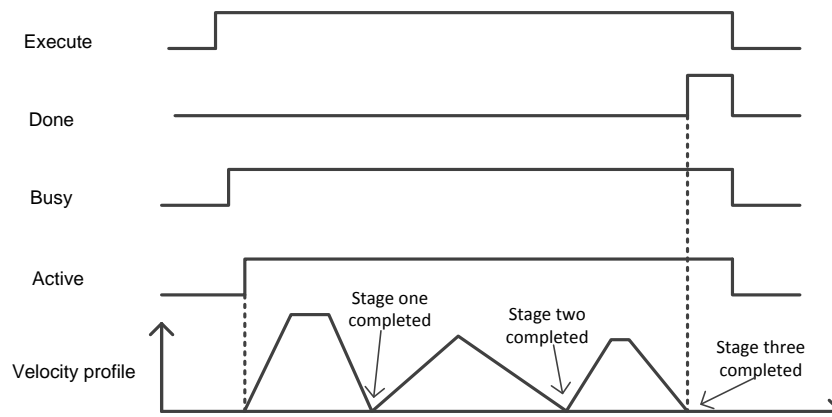 Execute
Done
Busy
Active
Stage one
completed
Stage two
completed
Stage three
completed
Velocity profile